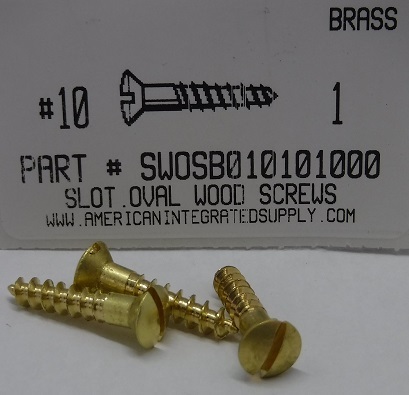 BRASS
#10 1
PART # SWOSB010101000
SLOT.OVAL WOOD SCREWS
WWW.AMERICANINTEGRATEDSUPPLY.COM